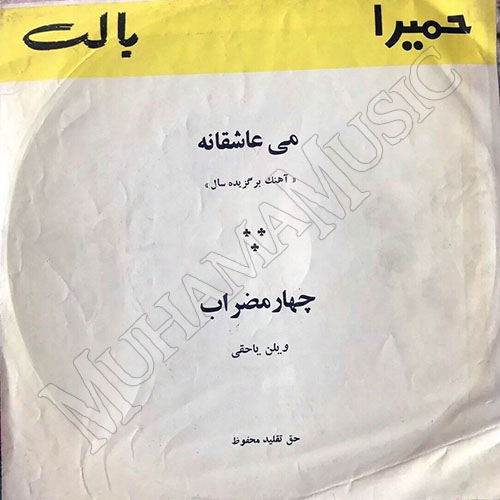 حمیرا
بالت
می عاشقانه
«آهنگ برگزیده سال»
چهار مضراب
ویلن یاحقی
حق تقلید محفوظ
MUHAMAMUSIC